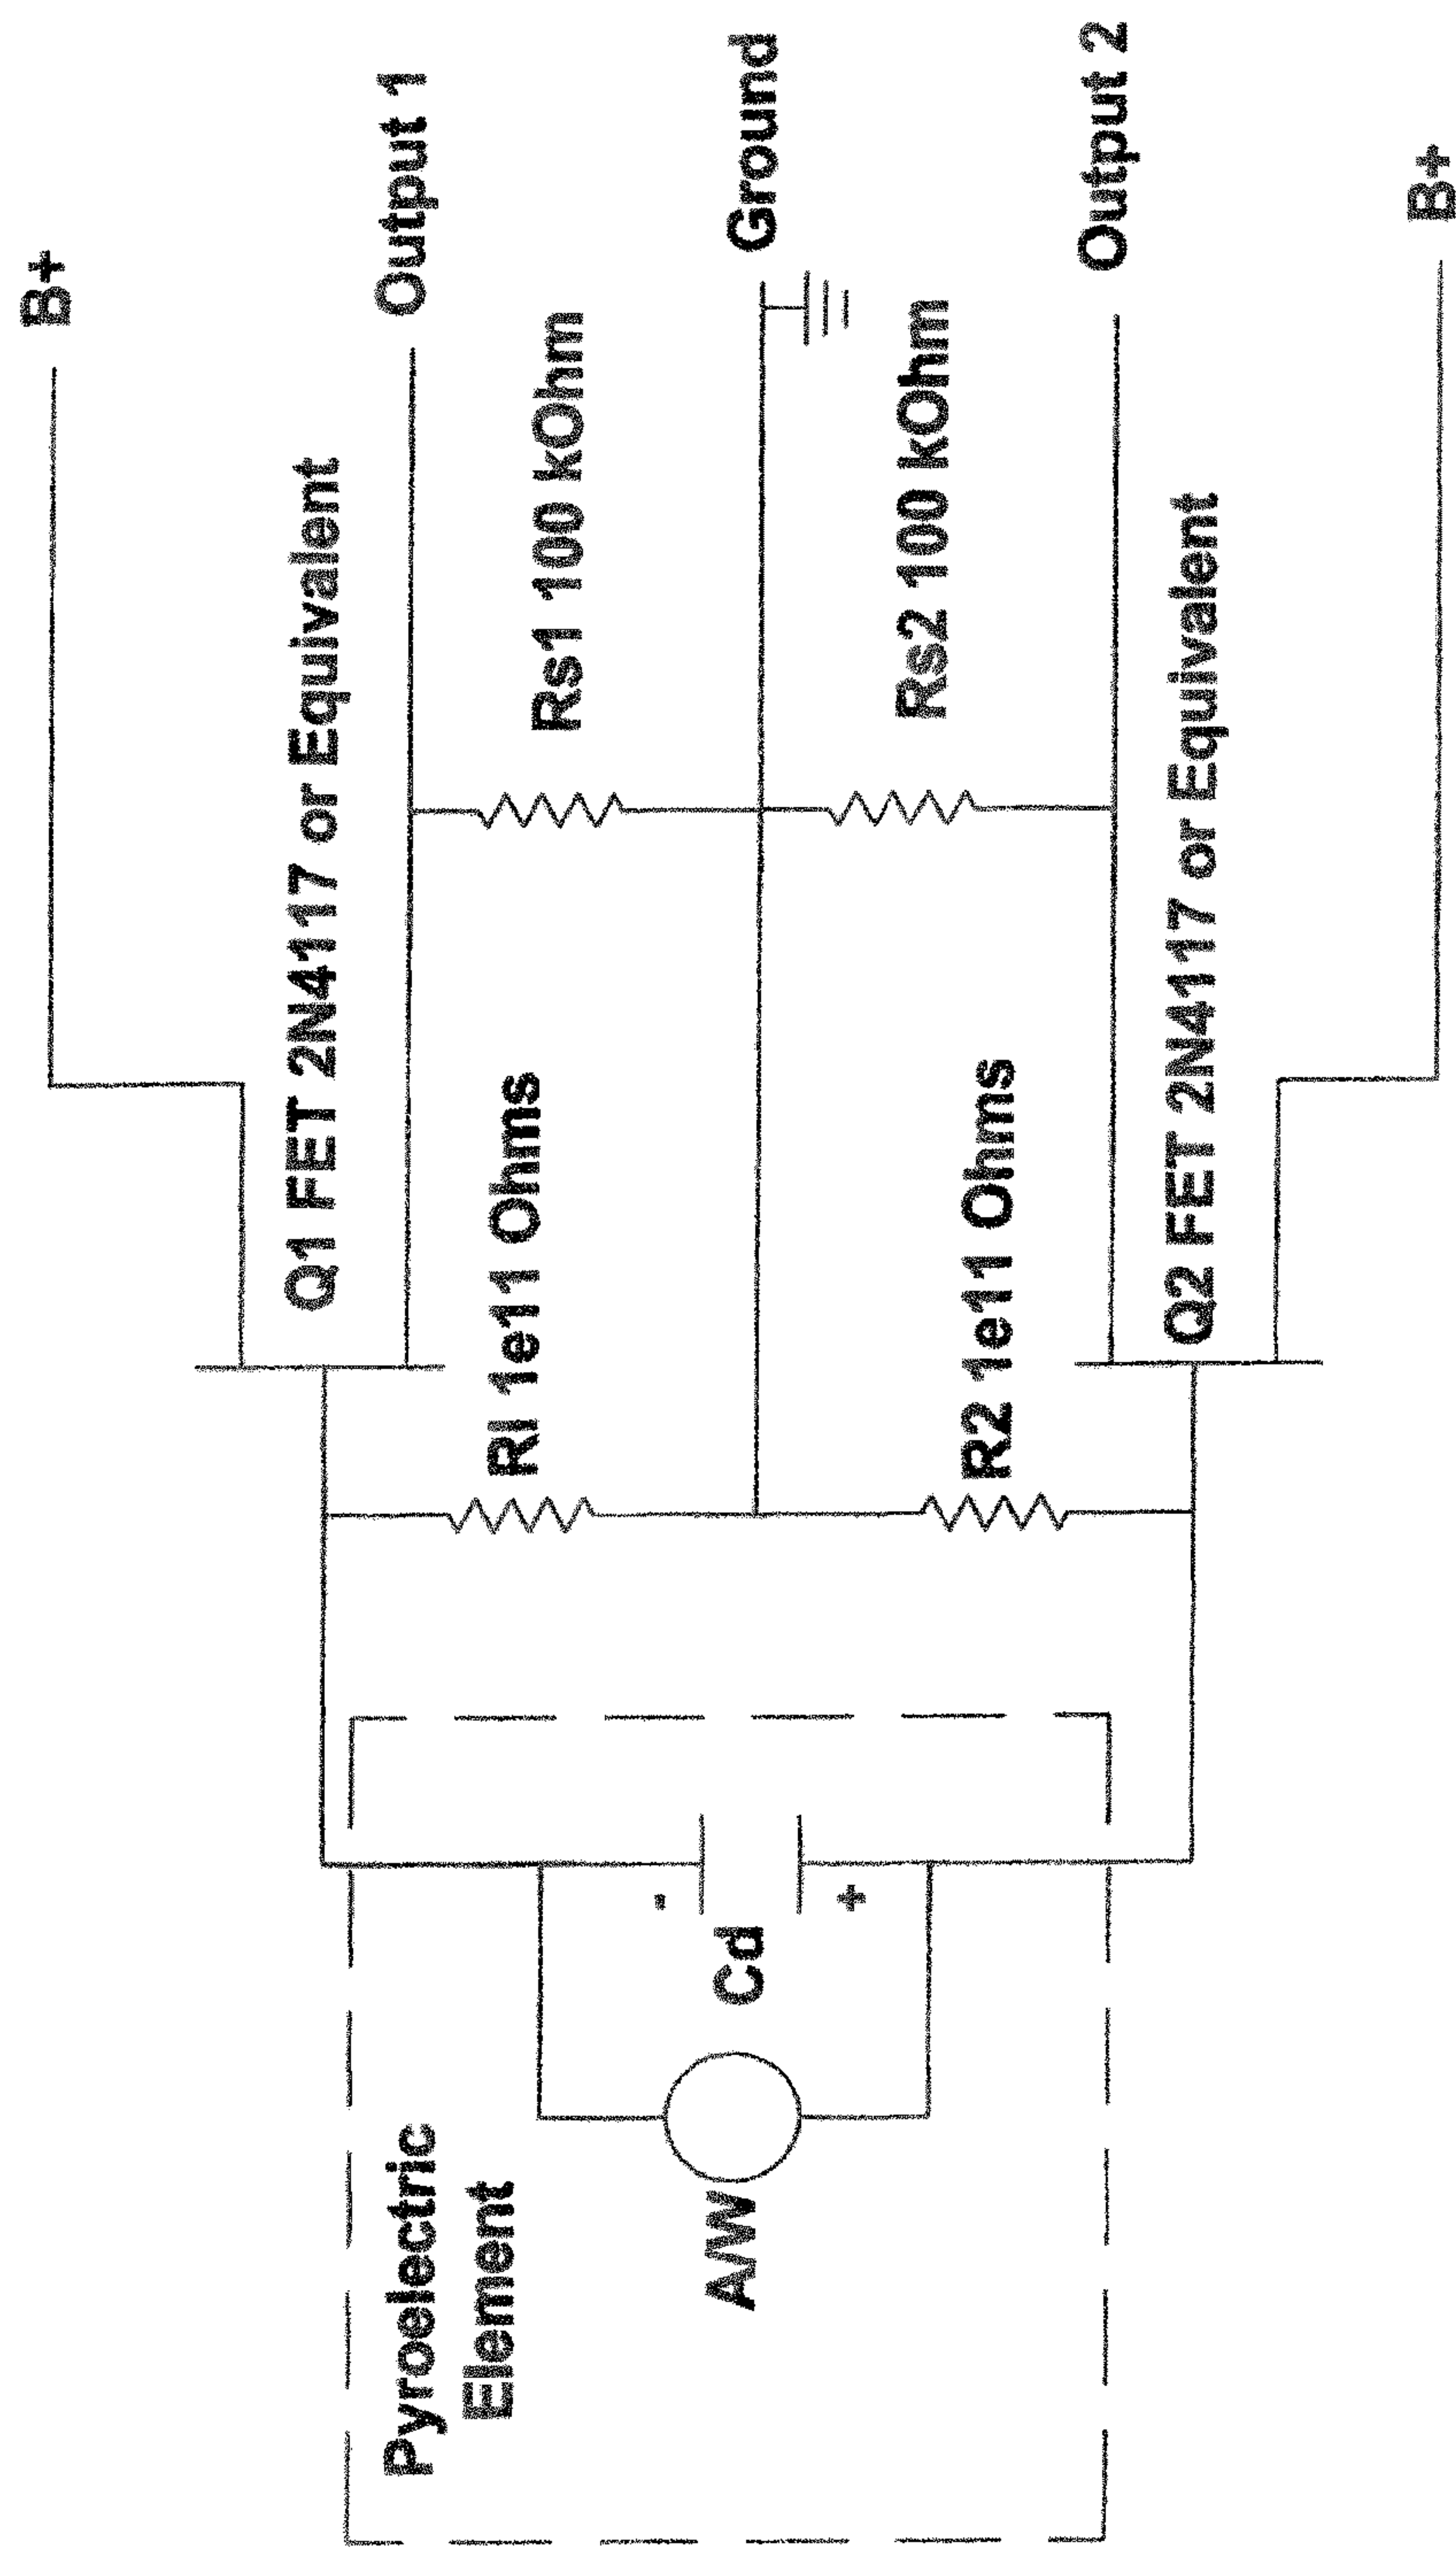 B+
Output 1
Q1 FET 2N4117 or Equivalent
Rs1 100 kOhm
RI 1e11 Ohms
Ground
Pyroelectric
Element
-
Cd
+
A/W
Rs2 100 kOhm
R2 1e11 Ohms
Output 2
Q2 FET 2N4117 or Equivalent
B+